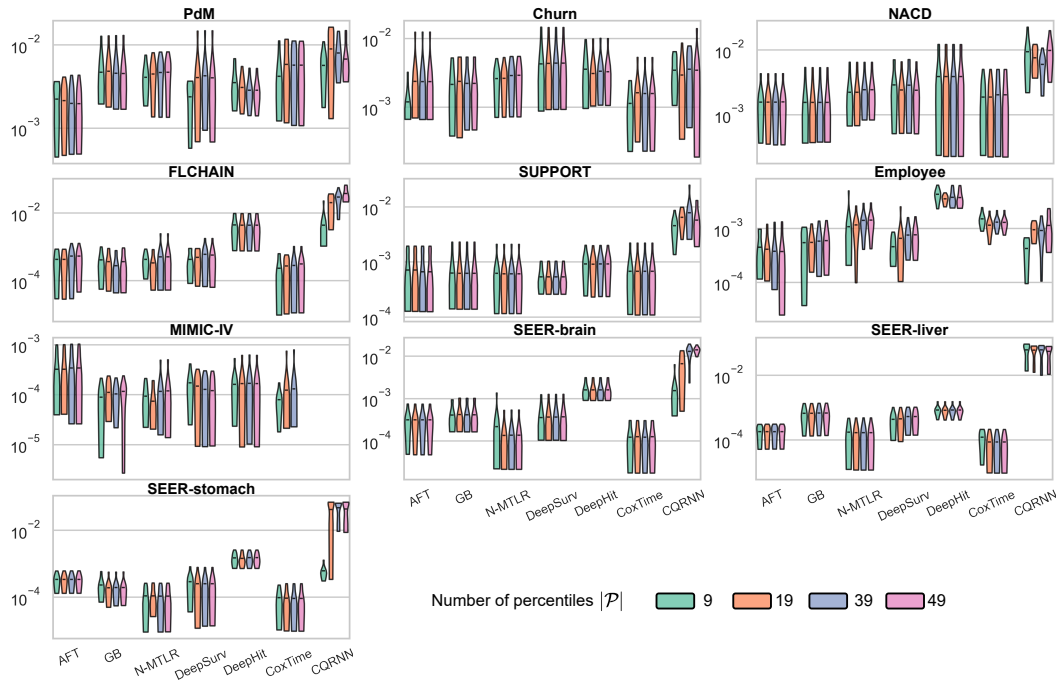 PdM
Churn
NACD
10^-2
10^-3
10^-2
10^-3
10^-2
10^-3
FLCHAIN
SUPPORT
Employee
10^-2
10^-4
10^-2
10^-3
10^-4
10^-3
10^-4
MIMIC-IV
SEER-brain
SEER-liver
10^-3
10^-4
10^-5
10^-2
10^-3
10^-4
10^-2
10^-4
AFT GB N-MTLR DeepSurv DeepHit CoxTime CQRNN
AFT GB N-MTLR DeepSurv DeepHit CoxTime CQRNN
SEER-stomach
10^-2
10^-4
AFT GB N-MTLR DeepSurv DeepHit CoxTime CQRNN
Number of percentiles |𝒫| 9 19 39 49